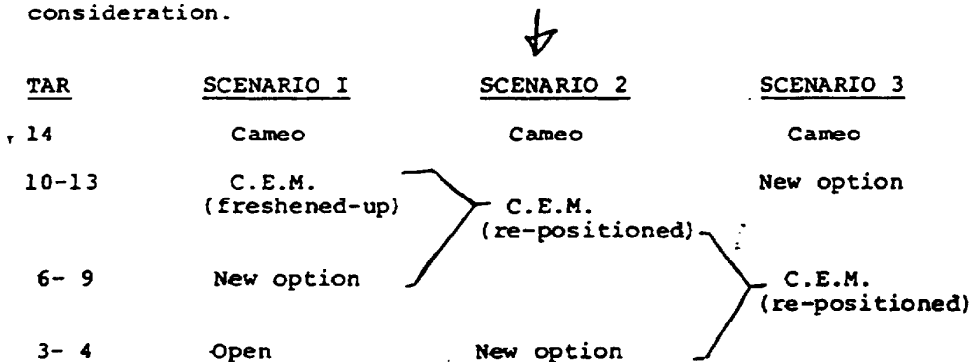 consideration.
TAR SCENARIO I SCENARIO 2 SCENARIO 3
14 Cameo Cameo Cameo
10-13 C.E.M. New option
(freshened-up) C.E.M.
(re-positioned)
6- 9 New option C.E.M.
(re-positioned)
3- 4 Open New option